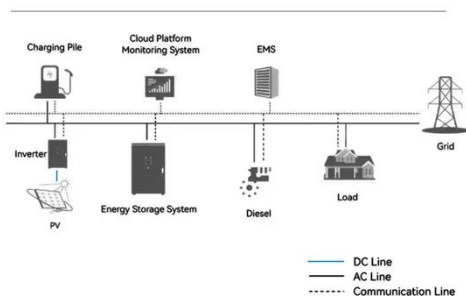 Charging Pile
Cloud Platform
Monitoring System
EMS
Grid
Inverter
PV
Energy Storage System
Diesel
Load
DC Line
AC Line
Communication Line